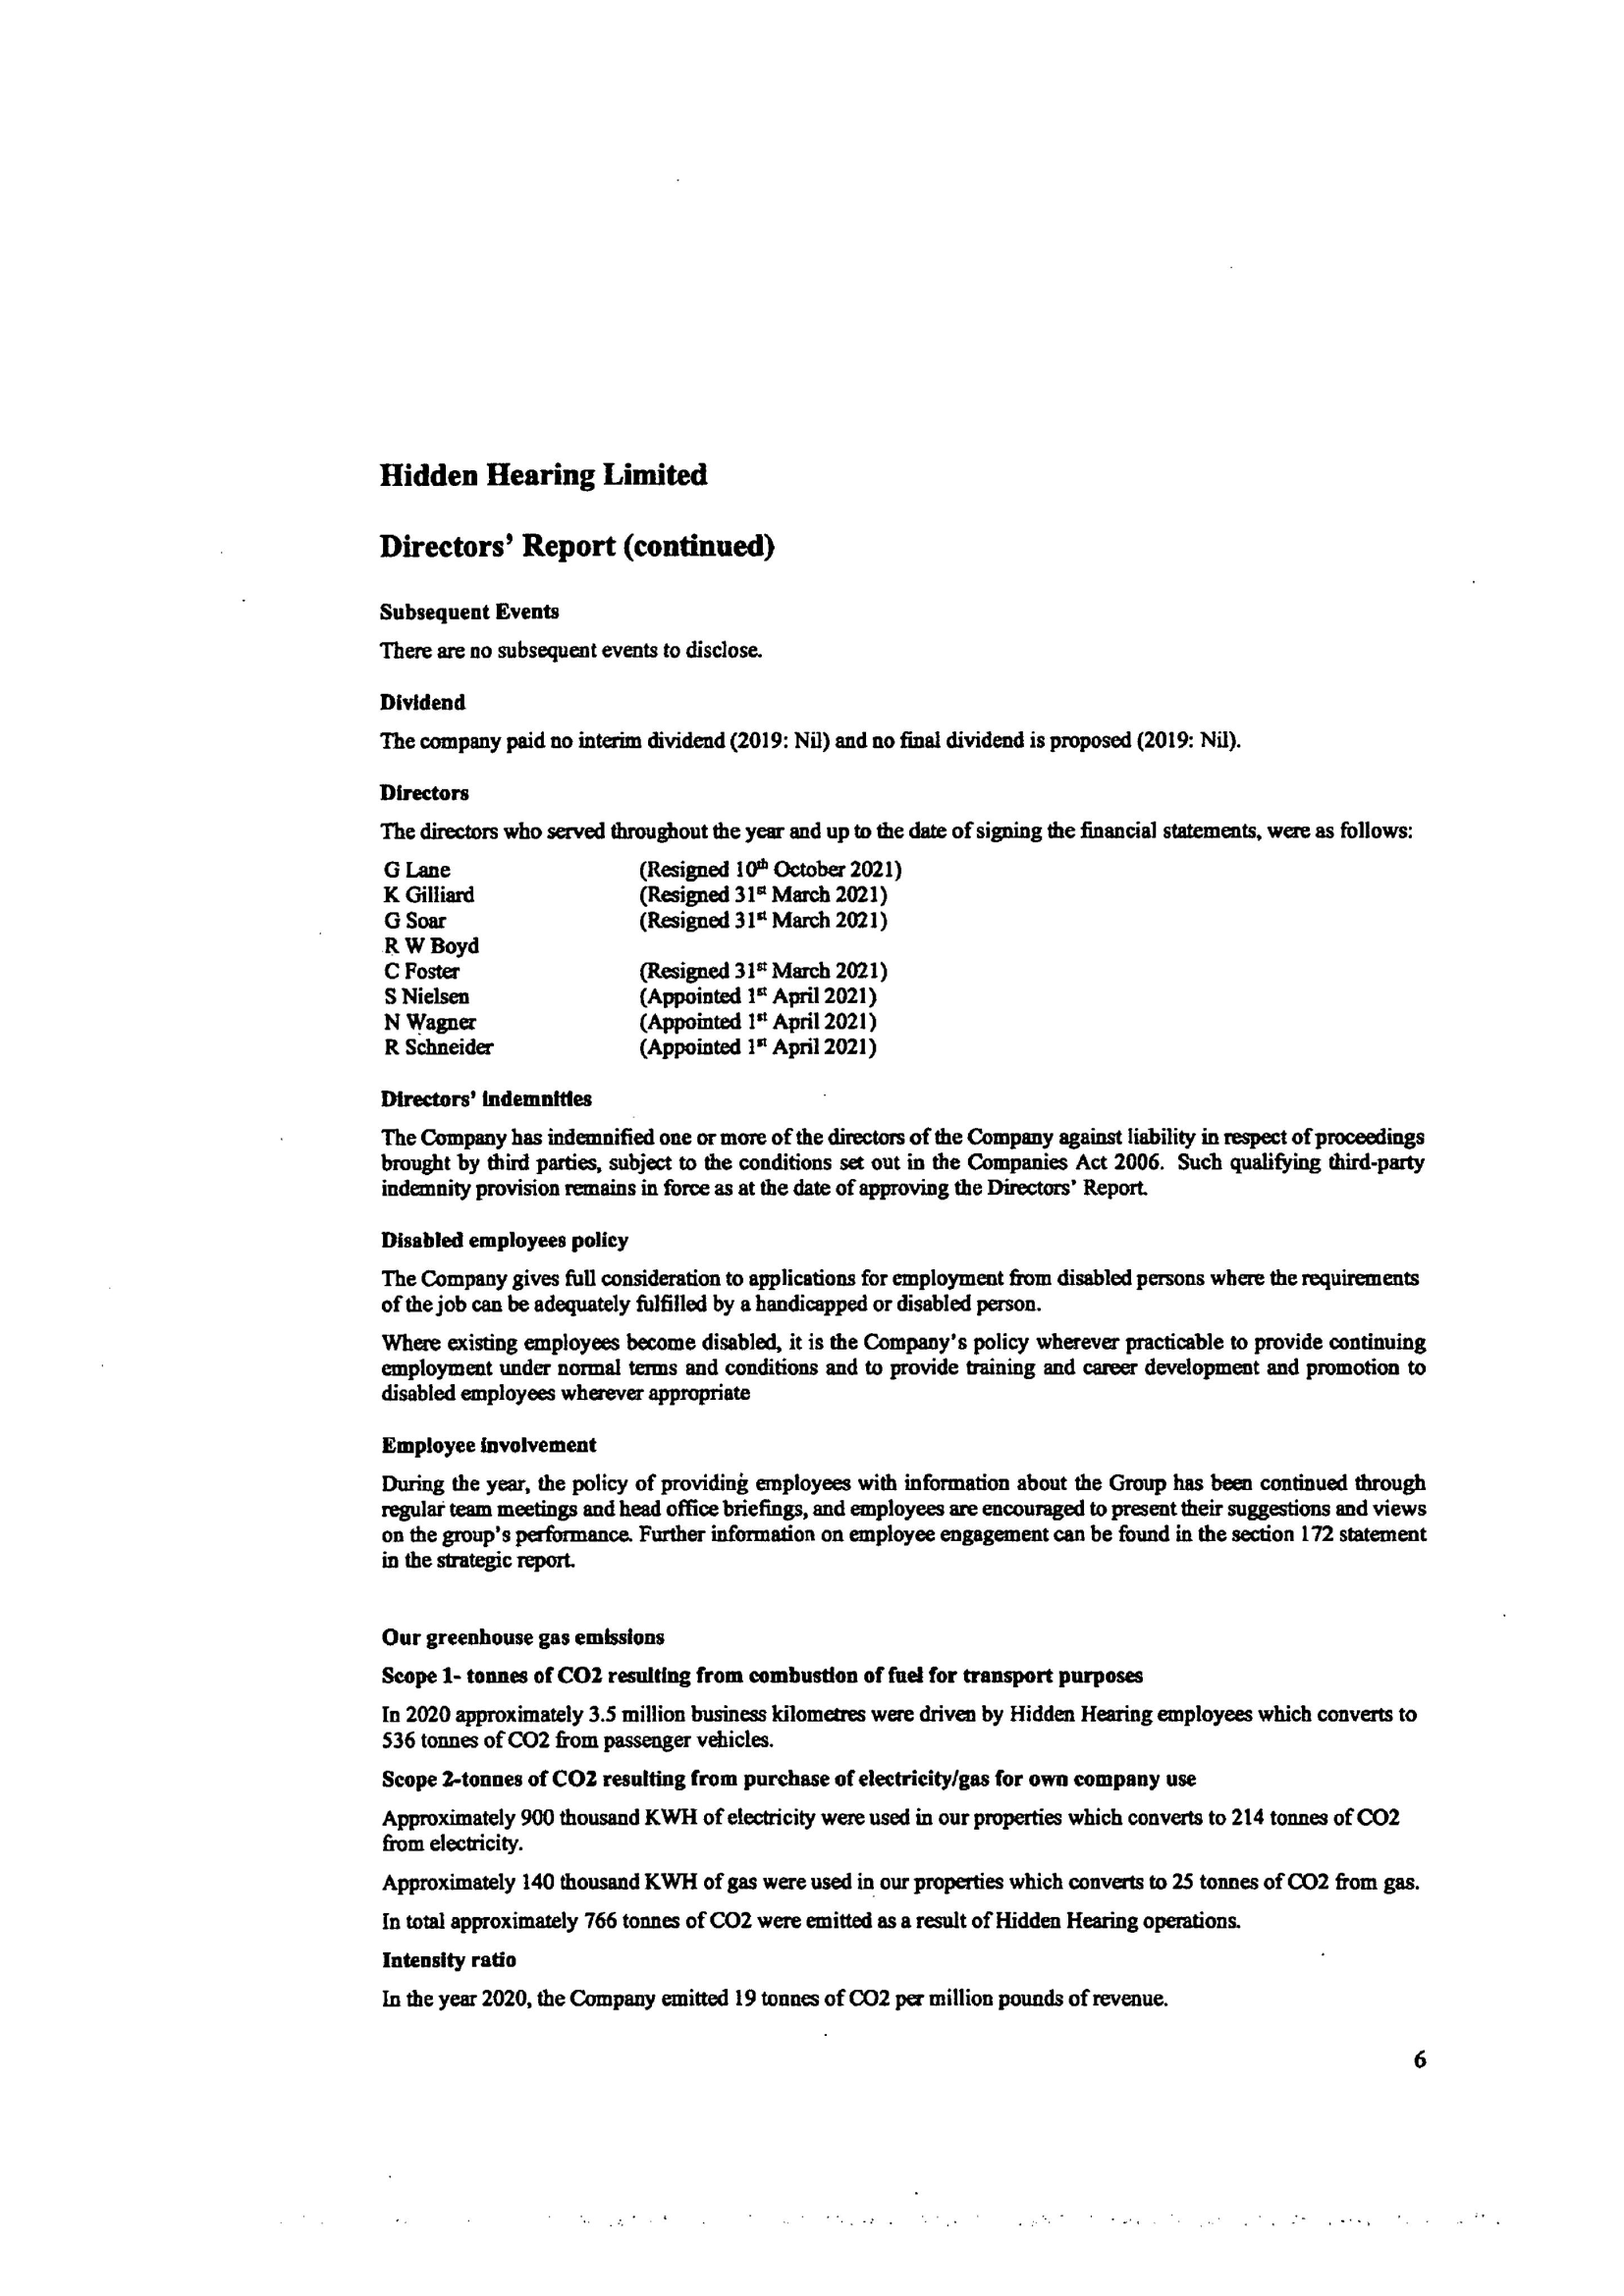 Hidden Hearing Limited
Directors' Report (continued)
Subsequent Events
There are no subsequent events to disclose.
Dividend
The company paid no interim dividend (2019: Nil) and no final dividend is proposed (2019: Nil).
Directors
The directors who served throughout the year and up to the date of signing the financial statements, were as follows:
G Lane (Resigned 10th October 2021)
K Gilliard (Resigned 31st March 2021)
G Soar (Resigned 31st March 2021)
R W Boyd
C Foster (Resigned 31st March 2021)
S Nielsen (Appointed 1st April 2021)
N Wagner (Appointed 1st April 2021)
R Schneider (Appointed 1st April 2021)
Directors' indemnities
The Company has indemnified one or more of the directors of the Company against liability in respect of proceedings
brought by third parties, subject to the conditions set out in the Companies Act 2006. Such qualifying third-party
indemnity provision remains in force as at the date of approving the Directors' Report.
Disabled employees policy
The Company gives full consideration to applications for employment from disabled persons where the requirements
of the job can be adequately fulfilled by a handicapped or disabled person.
Where existing employees become disabled, it is the Company's policy wherever practicable to provide continuing
employment under normal terms and conditions and to provide training and career development and promotion to
disabled employees wherever appropriate
Employee involvement
During the year, the policy of providing employees with information about the Group has been continued through
regular team meetings and head office briefings, and employees are encouraged to present their suggestions and views
on the group's performance. Further information on employee engagement can be found in the section 172 statement
in the strategic report.
Our greenhouse gas emissions
Scope 1- tonnes of CO2 resulting from combustion of fuel for transport purposes
In 2020 approximately 3.5 million business kilometres were driven by Hidden Hearing employees which converts to
536 tonnes of CO2 from passenger vehicles.
Scope 2-tonnes of CO2 resulting from purchase of electricity/gas for own company use
Approximately 900 thousand KWH of electricity were used in our properties which converts to 214 tonnes of CO2
from electricity.
Approximately 140 thousand KWH of gas were used in our properties which converts to 25 tonnes of CO2 from gas.
In total approximately 766 tonnes of CO2 were emitted as a result of Hidden Hearing operations.
Intensity ratio
In the year 2020, the Company emitted 19 tonnes of CO2 per million pounds of revenue.
6